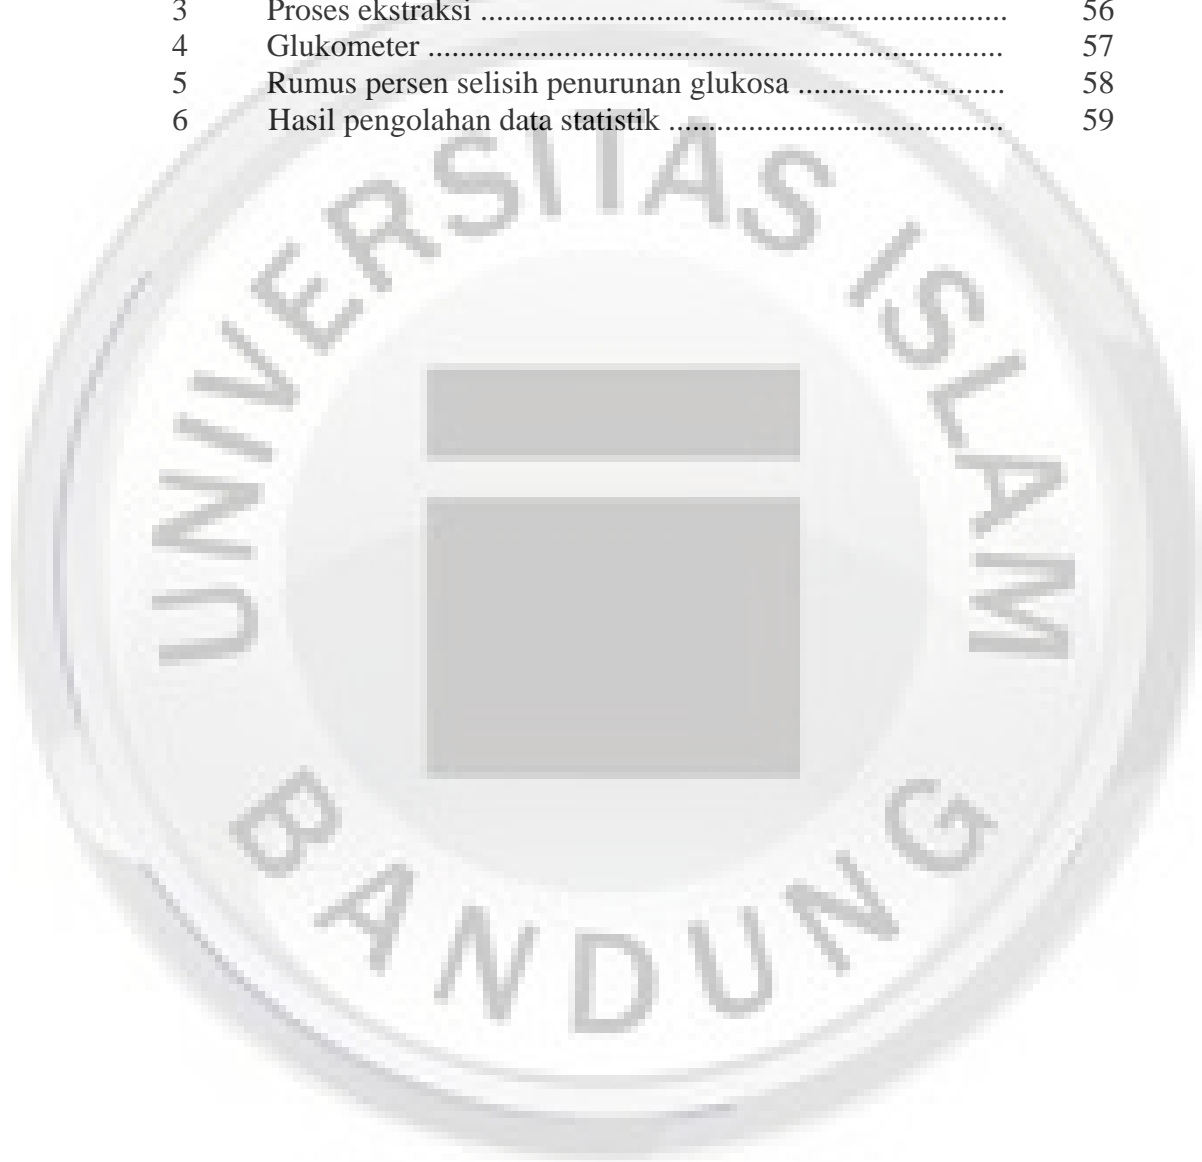 3 Proses ekstraksi .................................................................. 56
4 Glukometer ........................................................................ 57
5 Rumus persen selisih penurunan glukosa .......................... 58
6 Hasil pengolahan data statistik .......................................... 59
UNIVERSITAS ISLAM
BANDUNG